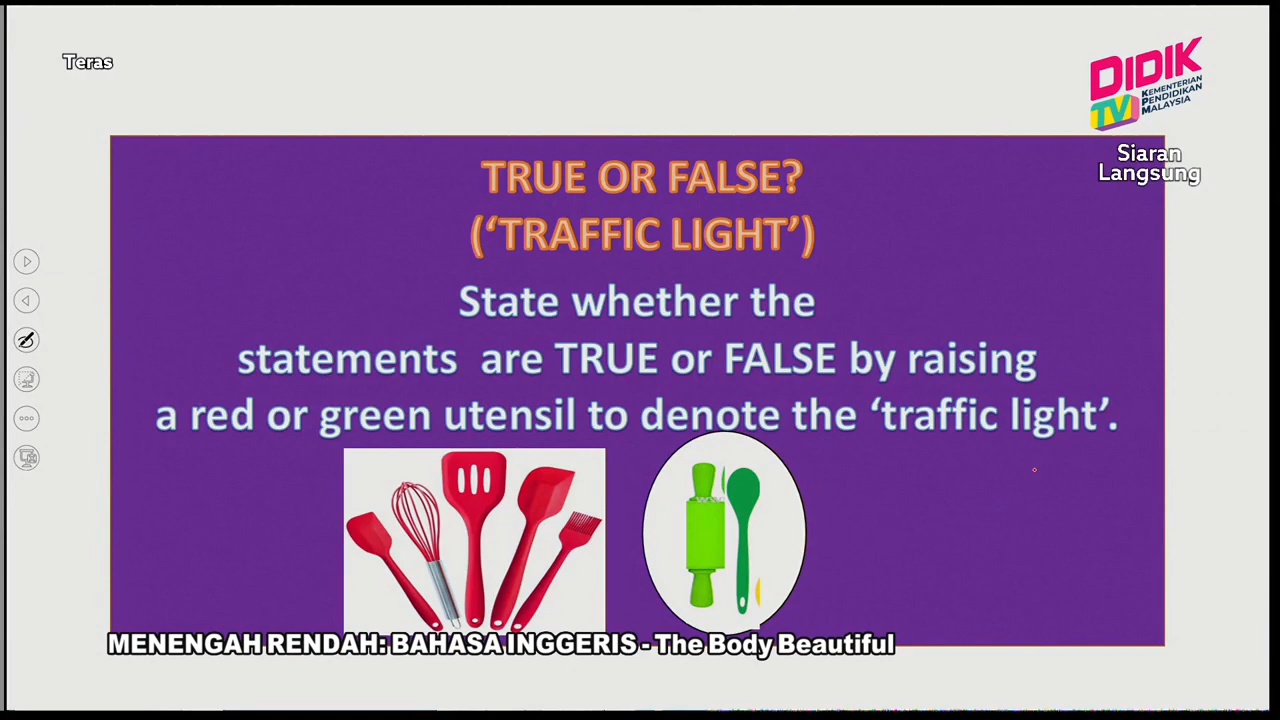 Teras
DIDIK
TV
KEMENTERIAN
PENDIDIKAN
MALAYSIA
Siaran
Langsung
TRUE OR FALSE?
(‘TRAFFIC LIGHT’)
State whether the
statements are TRUE or FALSE by raising
a red or green utensil to denote the ‘traffic light’.
MENENGAH RENDAH: BAHASA INGGERIS - The Body Beautiful